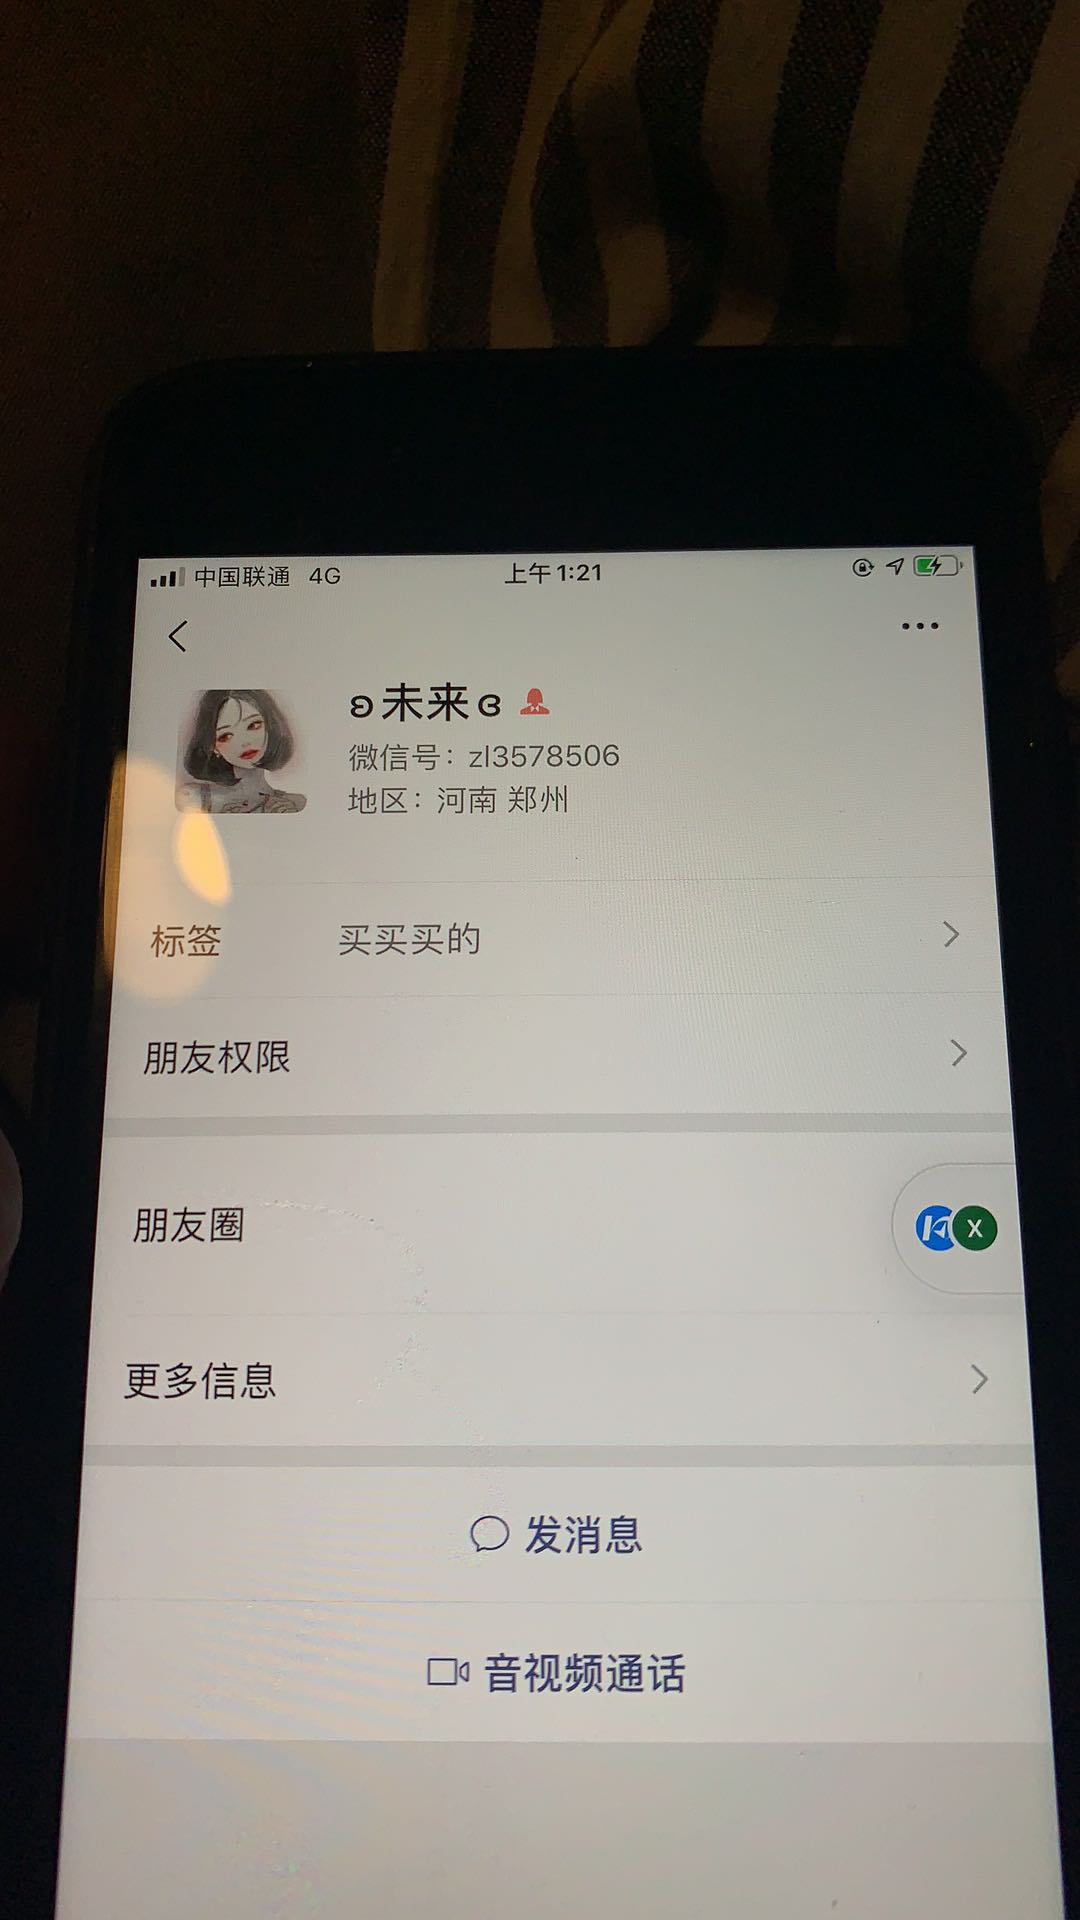 中国联通 4G 上午1:21
ʚ未来ɞ
微信号：zl3578506
地区：河南 郑州
标签 买买买的
朋友权限
朋友圈
X
更多信息
发消息
音视频通话